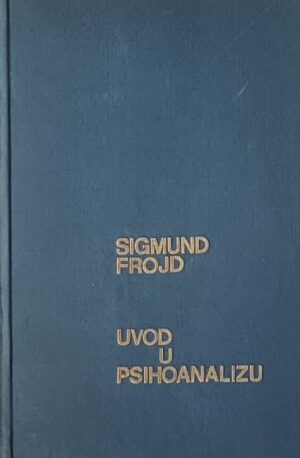 SIGMUND
FROJD
UVOD
U
PSIHOANALIZU